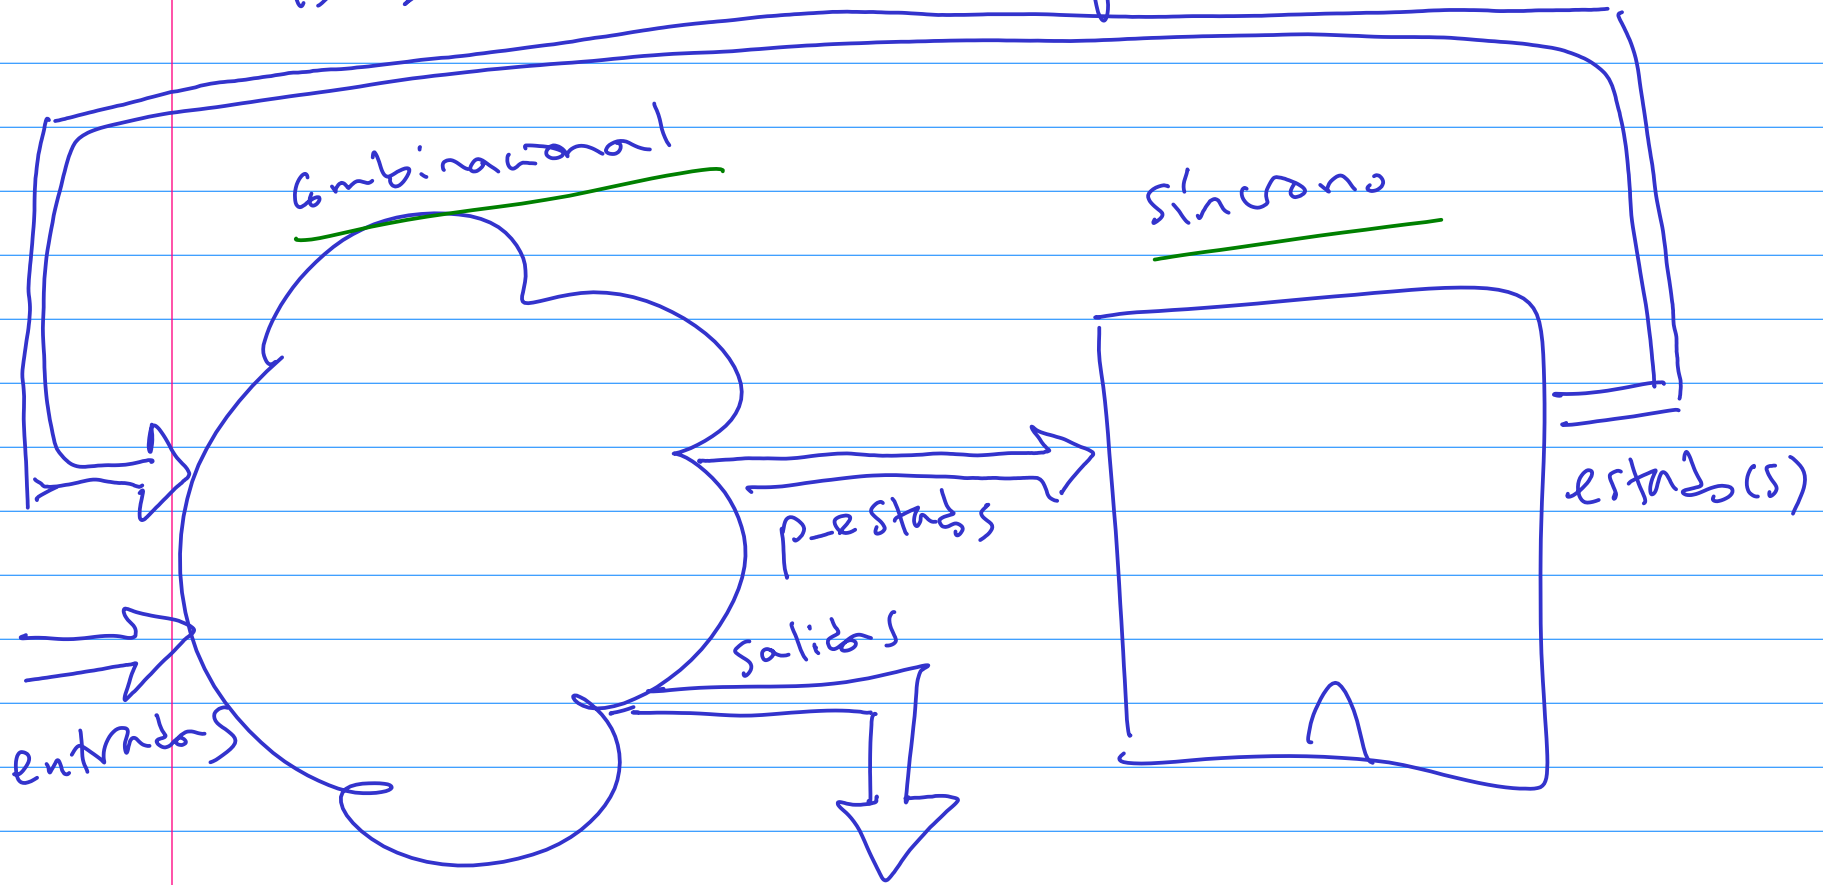 combinacional
síncrono
estado(s)
p_estado
salidas
entradas